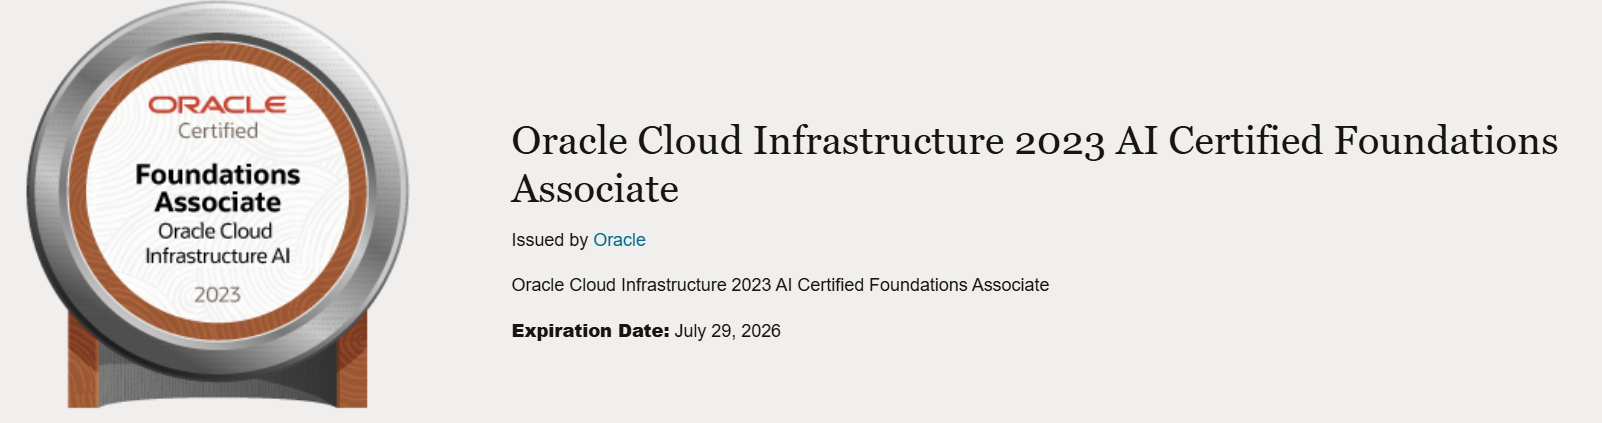 ORACLE
Certified
Foundations
Associate
Oracle Cloud
Infrastructure AI
2023
Oracle Cloud Infrastructure 2023 AI Certified Foundations
Associate
Issued by Oracle
Oracle Cloud Infrastructure 2023 AI Certified Foundations Associate
Expiration Date: July 29, 2026